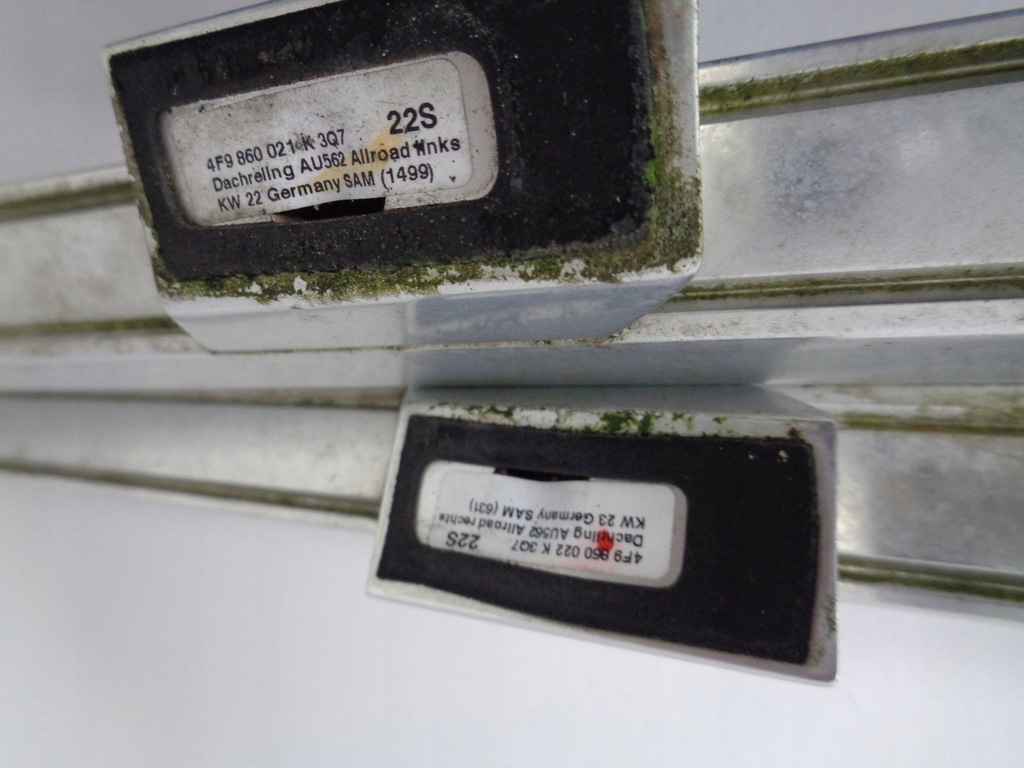 22S
4F9 860 021 K 3Q7
Dachreling AU562 Allroad links
KW 22 Germany SAM (1499)
4F9 860 022 K 3Q7 22S
Dachreling AU562 Allroad rechts
KW 23 Germany SAM (631)